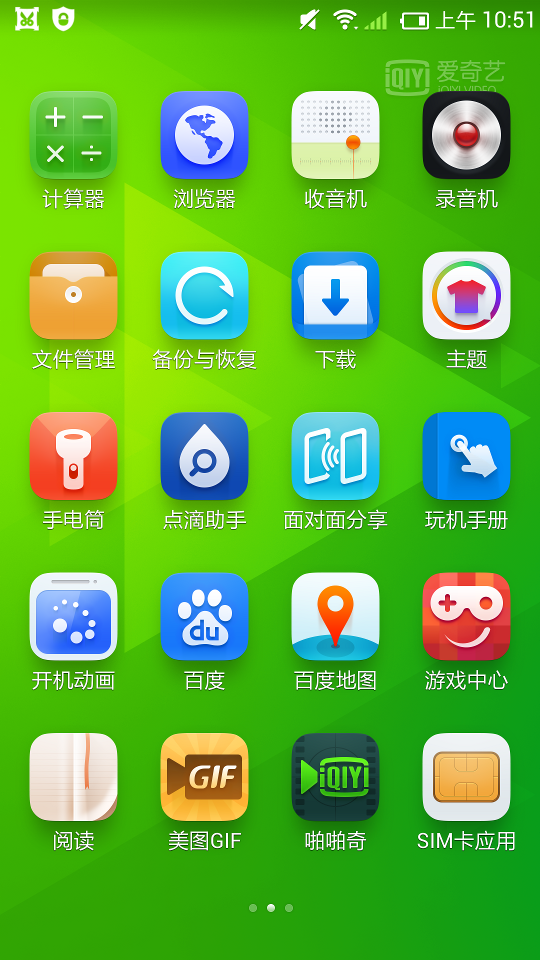 上午 10:51
iQIYI 爱奇艺
iQIYI VIDEO
计算器 浏览器 收音机 录音机
文件管理 备份与恢复 下载 主题
手电筒 点滴助手 面对面分享 玩机手册
du
开机动画 百度 百度地图 游戏中心
GIF iQIYI
阅读 美图GIF 啪啪奇 SIM卡应用